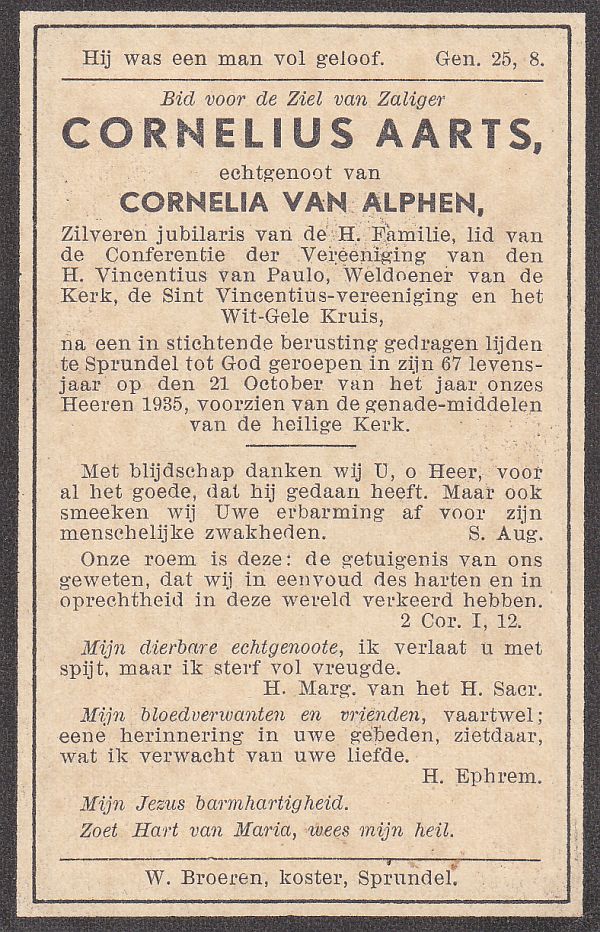 Hij was een man vol geloof. Gen. 25, 8.
Bid voor de Ziel van Zaliger
CORNELIUS AARTS,
echtgenoot van
CORNELIA VAN ALPHEN,
Zilveren jubilaris van de H. Familie, lid van
de Conferentie der Vereeniging van den
H. Vincentius van Paulo, Weldoener van de
Kerk, de Sint Vincentius-vereeniging en het
Wit-Gele Kruis,
na een in stichtende berusting gedragen lijden
te Sprundel tot God geroepen in zijn 67 levens-
jaar op den 21 October van het jaar onzes
Heeren 1935, voorzien van de genade-middelen
van de heilige Kerk.
Met blijdschap danken wij U, o Heer, voor
al het goede, dat hij gedaan heeft. Maar ook
smeeken wij Uwe erbarming af voor zijn
menschelijke zwakheden. S. Aug.
Onze roem is deze: de getuigenis van ons
geweten, dat wij in eenvoud des harten en in
oprechtheid in deze wereld verkeerd hebben.
2 Cor. I, 12.
Mijn dierbare echtgenoote, ik verlaat u met
spijt, maar ik sterf vol vreugde.
H. Marg. van het H. Sacr.
Mijn bloedverwanten en vrienden, vaartwel;
eene herinnering in uwe gebeden, zietdaar,
wat ik verwacht van uwe liefde.
H. Ephrem.
Mijn Jezus barmhartigheid.
Zoet Hart van Maria, wees mijn heil.
W. Broeren, koster, Sprundel.